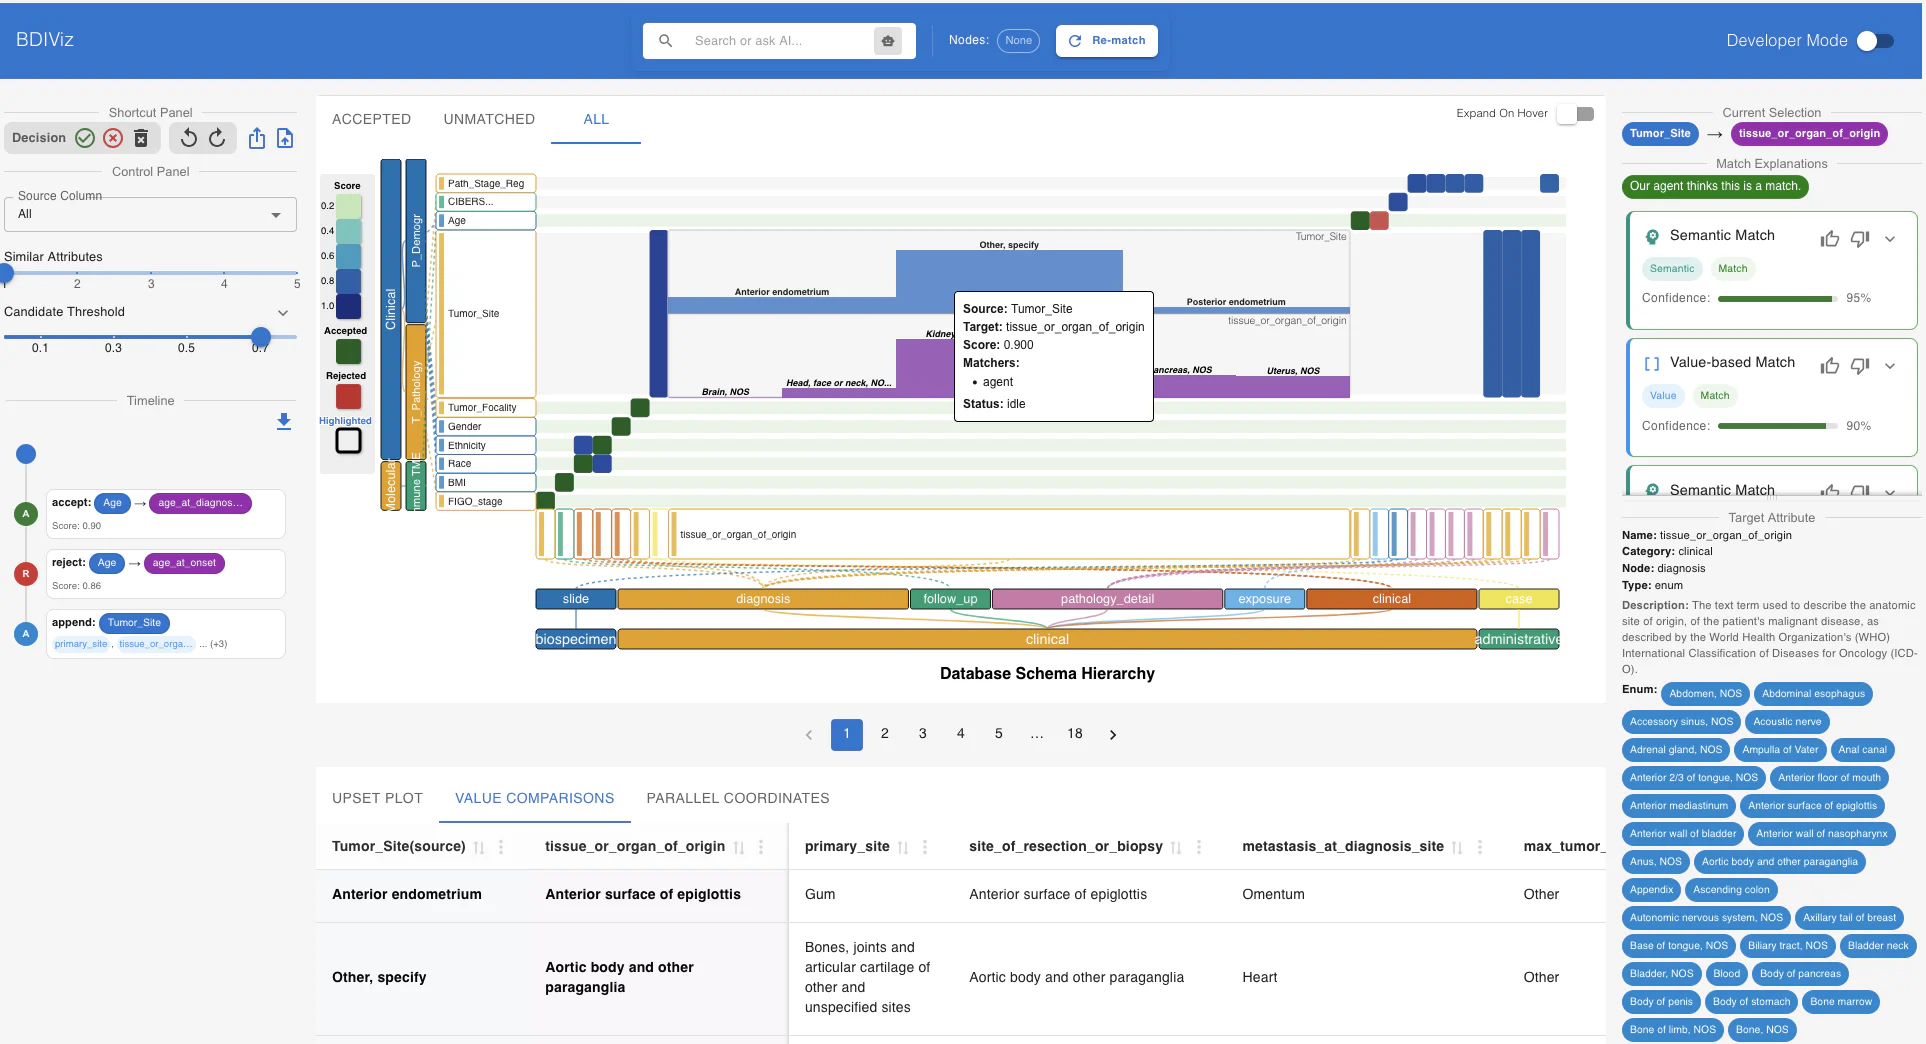 BDIViz
Search or ask AI...
Nodes: None
Re-match
Developer Mode
Shortcut Panel
Decision
Control Panel
Source Column
All
Similar Attributes
1 2 3 4 5
Candidate Threshold
0.1 0.3 0.5 0.7
Timeline
accept: Age → age_at_diagnos...
Score: 0.90
reject: Age → age_at_onset
Score: 0.86
append: Tumor_Site
primary_site , tissue_or_orga... ... (+3)
A
R
A
ACCEPTED UNMATCHED ALL
Expand On Hover
Score
0.2
0.4
0.6
0.8
1.0
Accepted
Rejected
Highlighted
Clinical
Molecular
P_Demogr
T_Pathology
mune TME
Path_Stage_Reg
CIBERS...
Age
Tumor_Site
Tumor_Focality
Gender
Ethnicity
Race
BMI
FIGO_stage
Tumor_Site
Other, specify
Anterior endometrium
Posterior endometrium
tissue_or_organ_of_origin
Kidney
Brain, NOS
Head, face or neck, NO...
ancreas, NOS
Uterus, NOS
Source: Tumor_Site
Target: tissue_or_organ_of_origin
Score: 0.900
Matchers:
• agent
Status: idle
tissue_or_organ_of_origin
slide diagnosis follow_up pathology_detail exposure clinical case
biospecimen clinical administrative
Database Schema Hierarchy
‹ 1 2 3 4 5 ... 18 ›
UPSET PLOT VALUE COMPARISONS PARALLEL COORDINATES
Tumor_Site(source) tissue_or_organ_of_origin primary_site site_of_resection_or_biopsy metastasis_at_diagnosis_site max_tumor_
Anterior endometrium Anterior surface of epiglottis Gum Anterior surface of epiglottis Omentum Other
Other, specify Aortic body and other paraganglia Bones, joints and articular cartilage of other and unspecified sites Aortic body and other paraganglia Heart Other
Current Selection
Tumor_Site → tissue_or_organ_of_origin
Match Explanations
Our agent thinks this is a match.
Semantic Match
Semantic Match
Confidence: 95%
Value-based Match
Value Match
Confidence: 90%
Semantic Match
Target Attribute
Name: tissue_or_organ_of_origin
Category: clinical
Node: diagnosis
Type: enum
Description: The text term used to describe the anatomic
site of origin, of the patient's malignant disease, as
described by the World Health Organization's (WHO)
International Classification of Diseases for Oncology (ICD-
O).
Enum: Abdomen, NOS Abdominal esophagus
Accessory sinus, NOS Acoustic nerve
Adrenal gland, NOS Ampulla of Vater Anal canal
Anterior 2/3 of tongue, NOS Anterior floor of mouth
Anterior mediastinum Anterior surface of epiglottis
Anterior wall of bladder Anterior wall of nasopharynx
Anus, NOS Aortic body and other paraganglia
Appendix Ascending colon
Autonomic nervous system, NOS Axillary tail of breast
Base of tongue, NOS Biliary tract, NOS Bladder neck
Bladder, NOS Blood Body of pancreas
Body of penis Body of stomach Bone marrow
Bone of limb, NOS Bone, NOS